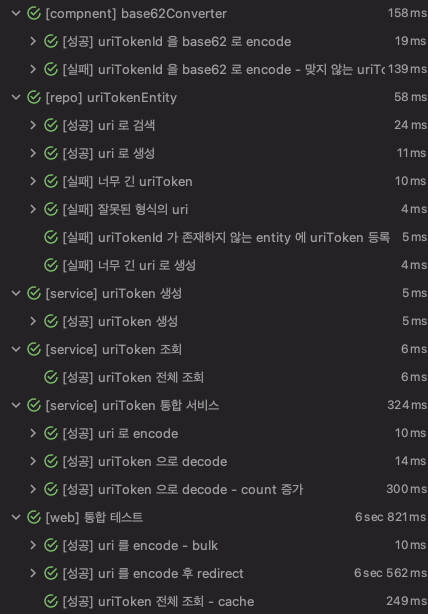 [compnent] base62Converter 158 ms
[성공] uriTokenId 을 base62 로 encode 19 ms
[실패] uriTokenId 을 base62 로 encode - 맞지 않는 uriTo 139 ms
[repo] uriTokenEntity 58 ms
[성공] uri 로 검색 24 ms
[성공] uri 로 생성 11 ms
[실패] 너무 긴 uriToken 10 ms
[실패] 잘못된 형식의 uri 4 ms
[실패] uriTokenId 가 존재하지 않는 entity 에 uriToken 등록 5 ms
[실패] 너무 긴 uri 로 생성 4 ms
[service] uriToken 생성 5 ms
[성공] uriToken 생성 5 ms
[service] uriToken 조회 6 ms
[성공] uriToken 전체 조회 6 ms
[service] uriToken 통합 서비스 324 ms
[성공] uri 로 encode 10 ms
[성공] uriToken 으로 decode 14 ms
[성공] uriToken 으로 decode - count 증가 300 ms
[web] 통합 테스트 6 sec 821 ms
[성공] uri 를 encode - bulk 10 ms
[성공] uri 를 encode 후 redirect 6 sec 562 ms
[성공] uriToken 전체 조회 - cache 249 ms